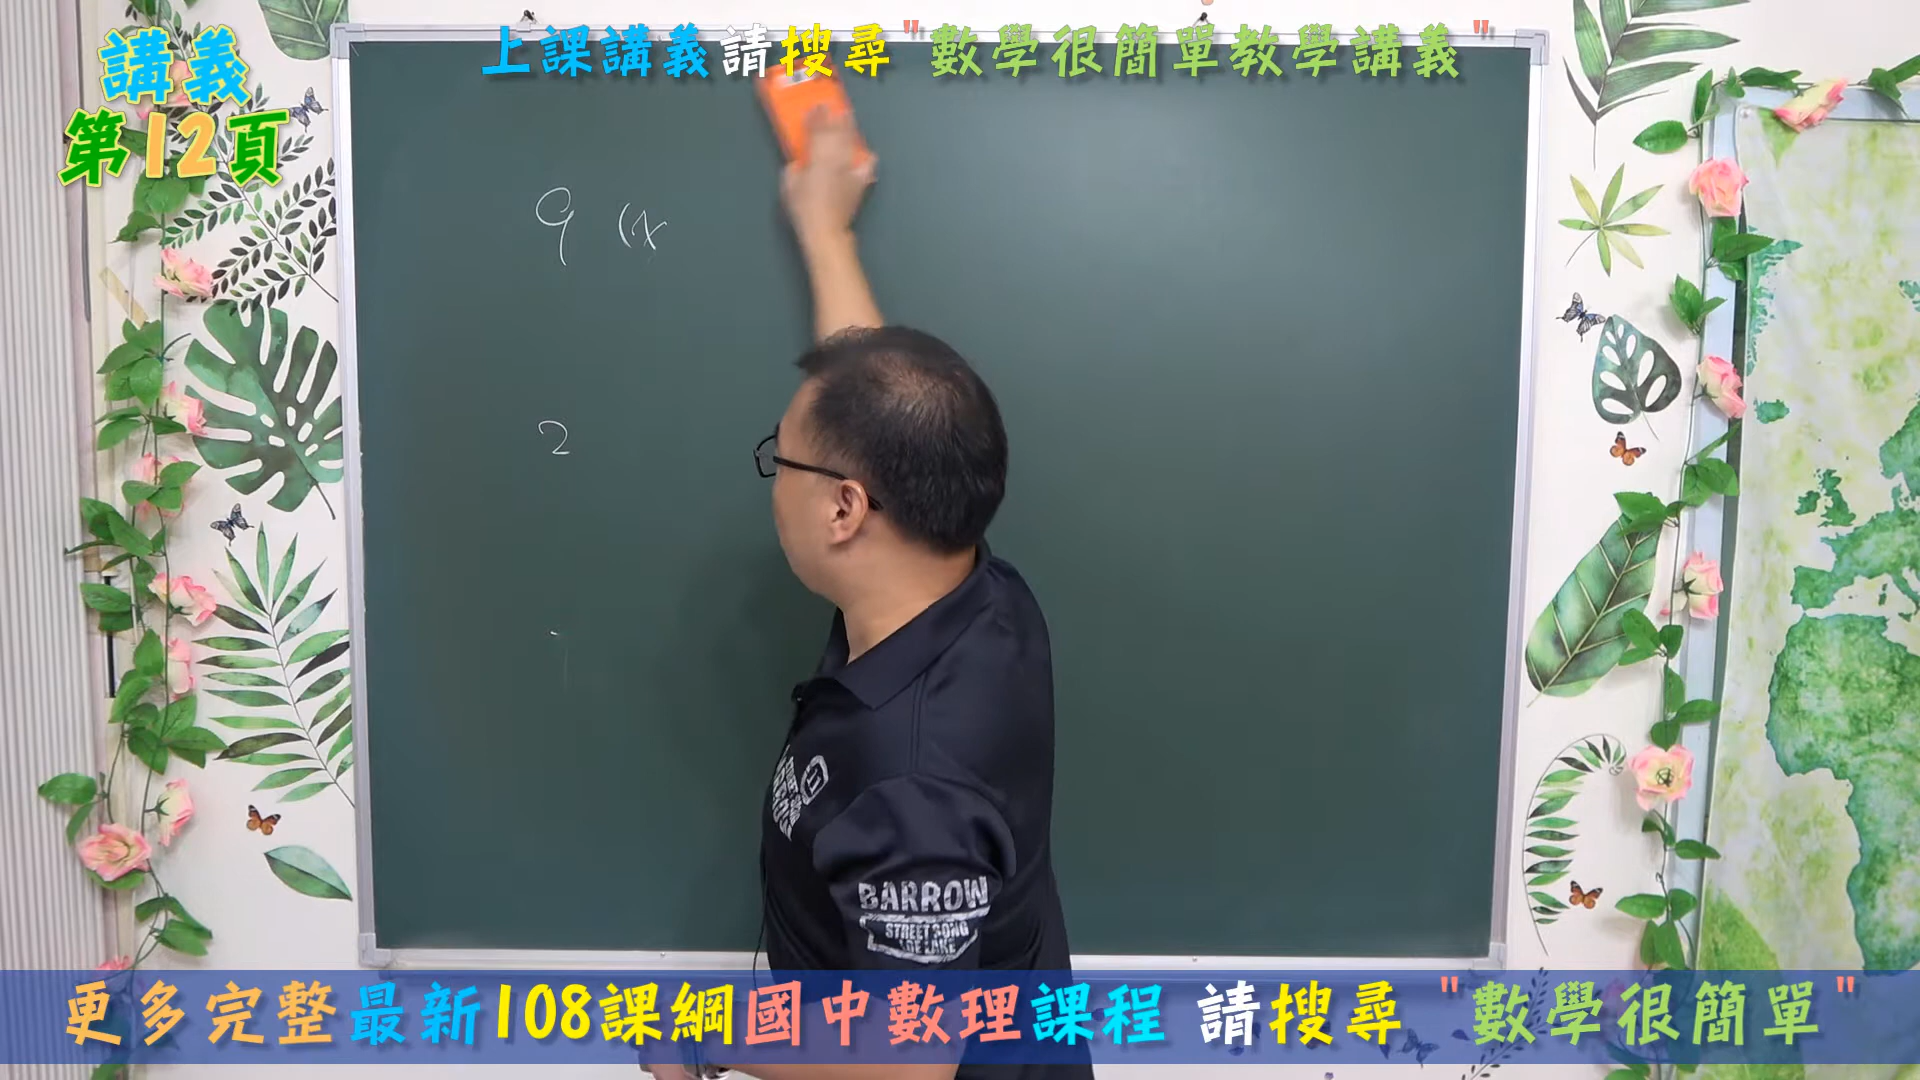 上課講義請搜尋"數學很簡單教學講義"
講義
第12頁
9 (x
2
BARROW
STREET SONG
更多完整最新108課綱國中數理課程 請搜尋 "數學很簡單"